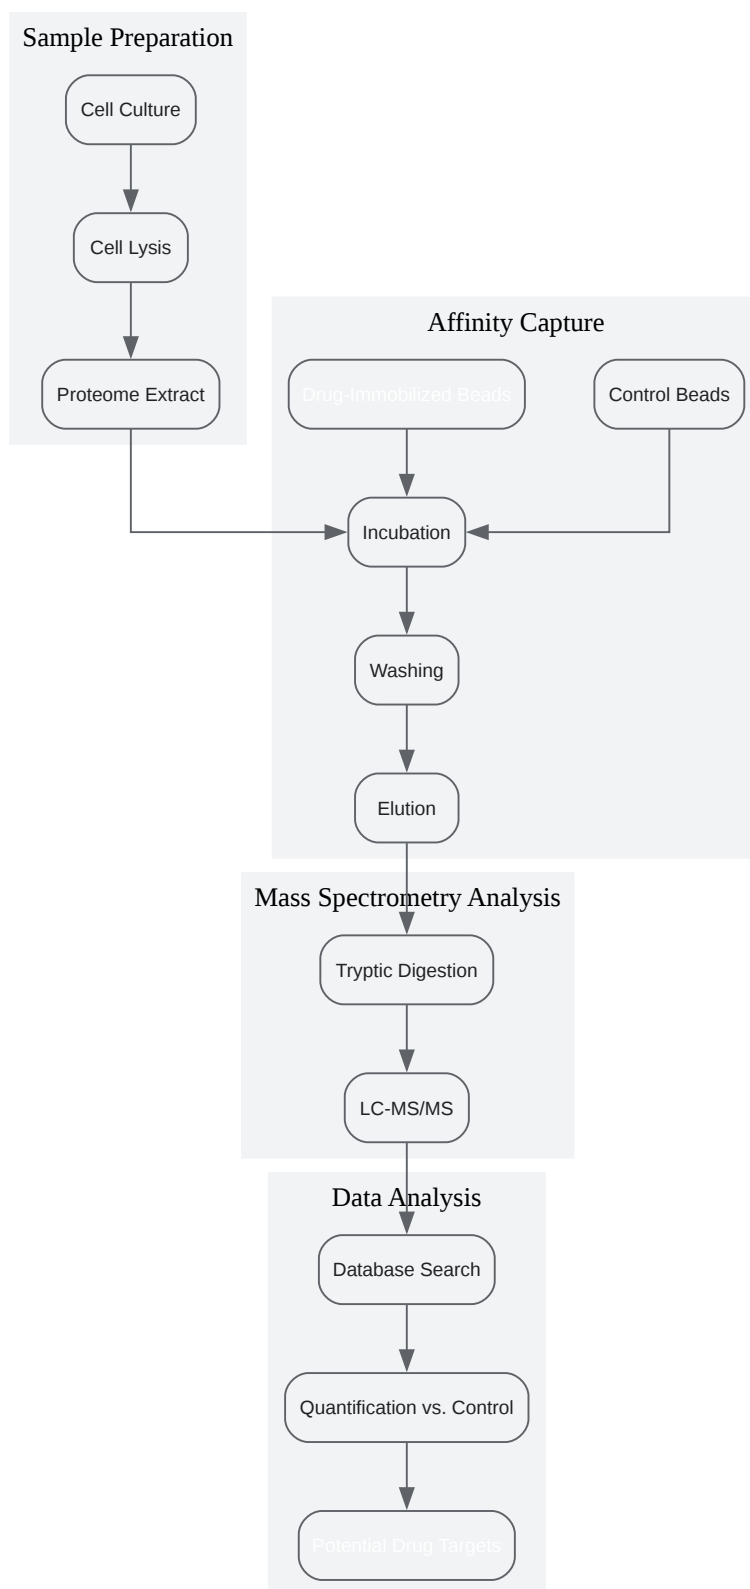 Sample Preparation
Cell Culture
Cell Lysis
Proteome Extract
Affinity Capture
Drug-Immobilized Beads
Control Beads
Incubation
Washing
Elution
Mass Spectrometry Analysis
Tryptic Digestion
LC-MS/MS
Data Analysis
Database Search
Quantification vs. Control
Potential Drug Targets